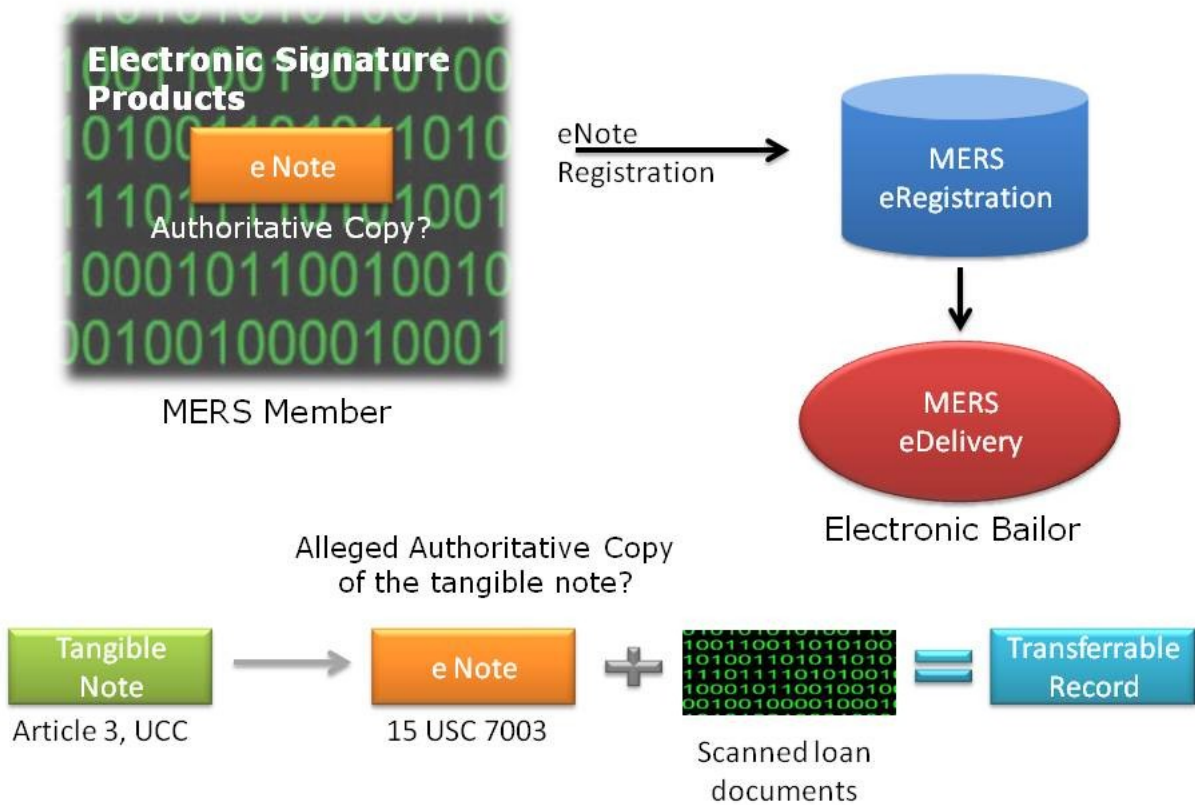 Electronic Signature
Products
e Note
Authoritative Copy?
MERS Member
eNote
Registration
MERS
eRegistration
MERS
eDelivery
Electronic Bailor
Alleged Authoritative Copy
of the tangible note?
Tangible
Note
Article 3, UCC
e Note
15 USC 7003
Scanned loan
documents
Transferrable
Record